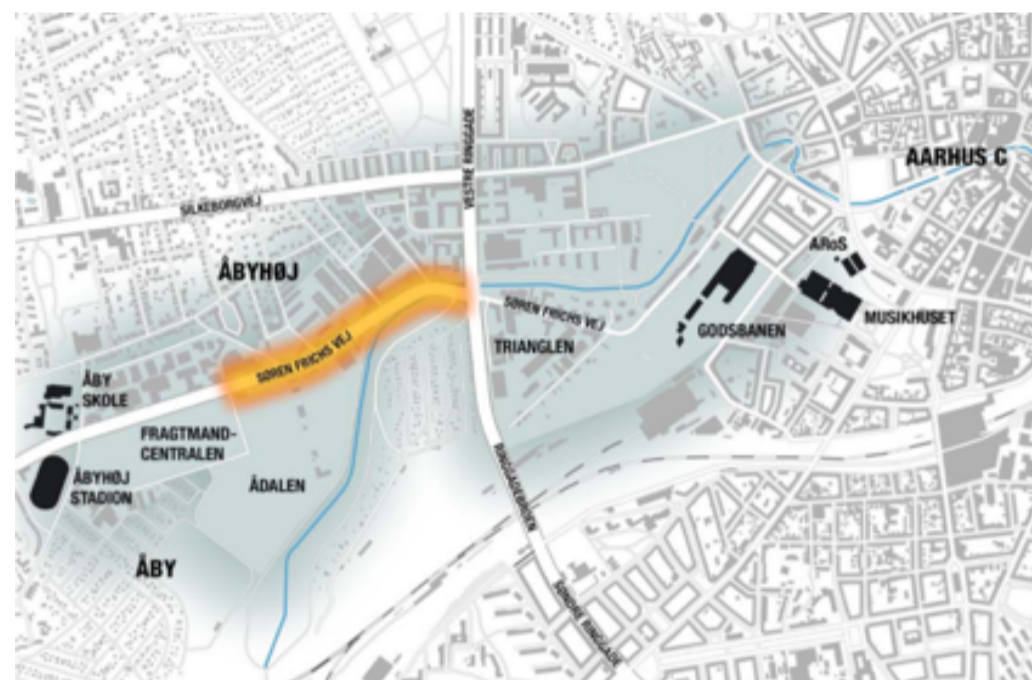 VESTRE RINGGADE
AARHUS C
SILKEBORGVEJ
ÅBYHØJ
ARoS
SØREN FRICHS VEJ
MUSIKHUSET
GODSBANEN
TRIANGLEN
SØREN FRICHS VEJ
ÅBY
SKOLE
FRAGTMAND-
CENTRALEN
ÅBYHØJ
STADION
ÅDALEN
RINGGADEBROEN
ÅBY
SØNDRE RINGGADE